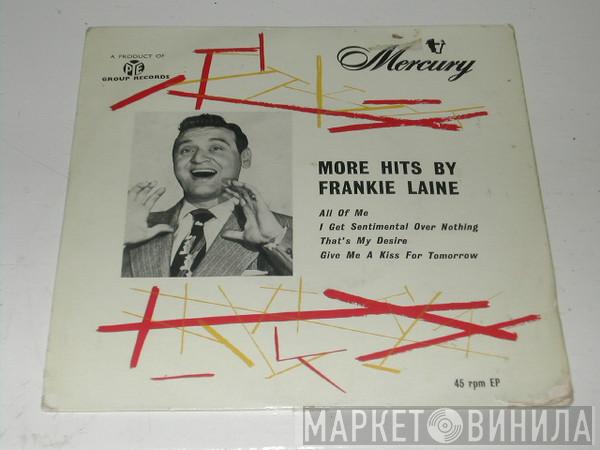 A PRODUCT OF
PYE
GROUP RECORDS
Mercury
MORE HITS BY
FRANKIE LAINE
All Of Me
I Get Sentimental Over Nothing
That's My Desire
Give Me A Kiss For Tomorrow
45 rpm EP
МАРКЕТ ВИНИЛА